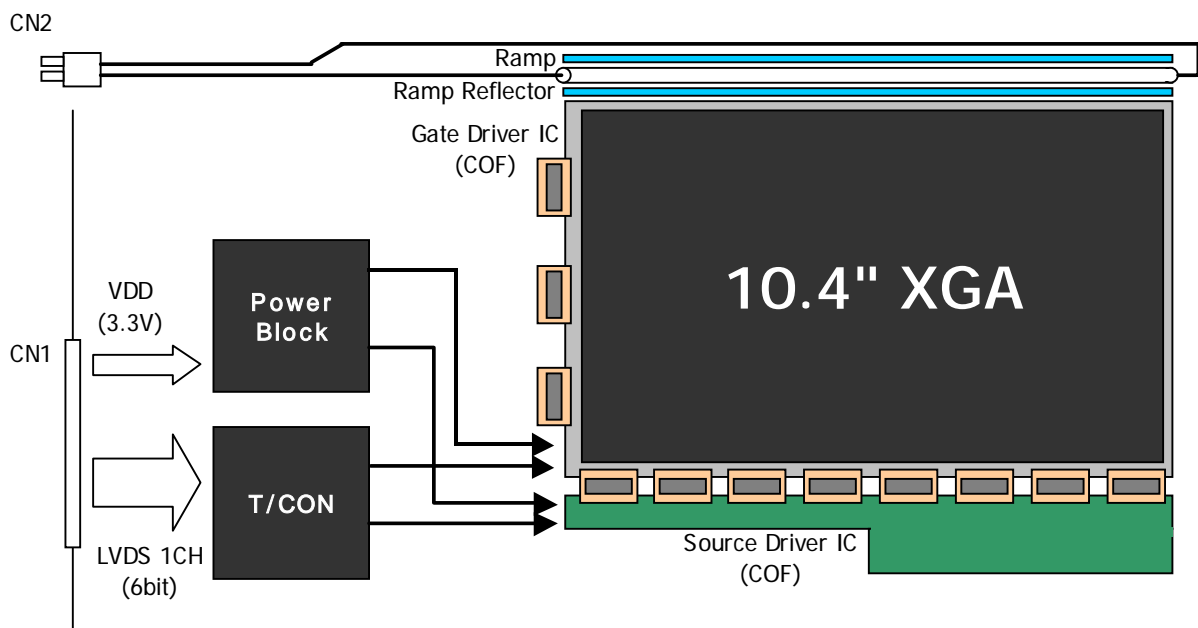 CN2
Ramp
Ramp Reflector
Gate Driver IC
(COF)
10.4" XGA
VDD
(3.3V)
Power
Block
CN1
T/CON
LVDS 1CH
(6bit)
Source Driver IC
(COF)